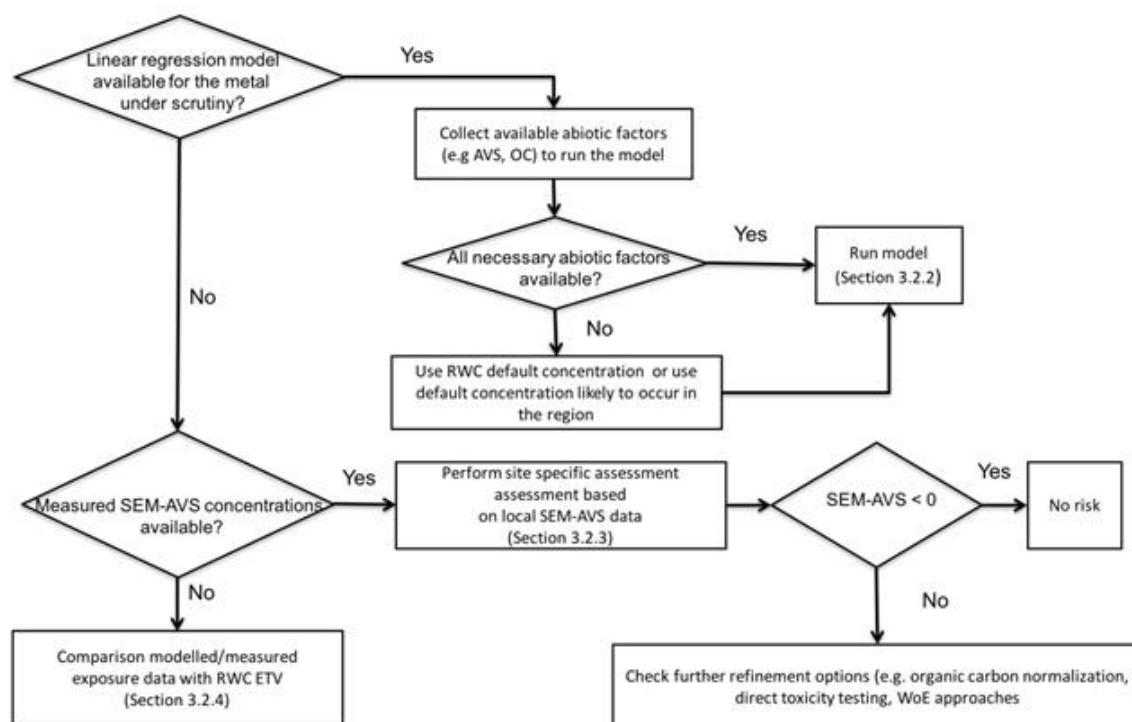 Linear regression model
available for the metal
under scrutiny?
Yes
Collect available abiotic factors
(e.g AVS, OC) to run the model
All necessary abiotic factors
available?
Yes
Run model
(Section 3.2.2)
No
No
Use RWC default concentration or use
default concentration likely to occur in
the region
Measured SEM-AVS concentrations
available?
Yes
Perform site specific assessment
assessment based
on local SEM-AVS data
(Section 3.2.3)
SEM-AVS < 0
Yes
No risk
No
No
Comparison modelled/measured
exposure data with RWC ETV
(Section 3.2.4)
Check further refinement options (e.g. organic carbon normalization,
direct toxicity testing, WoE approaches